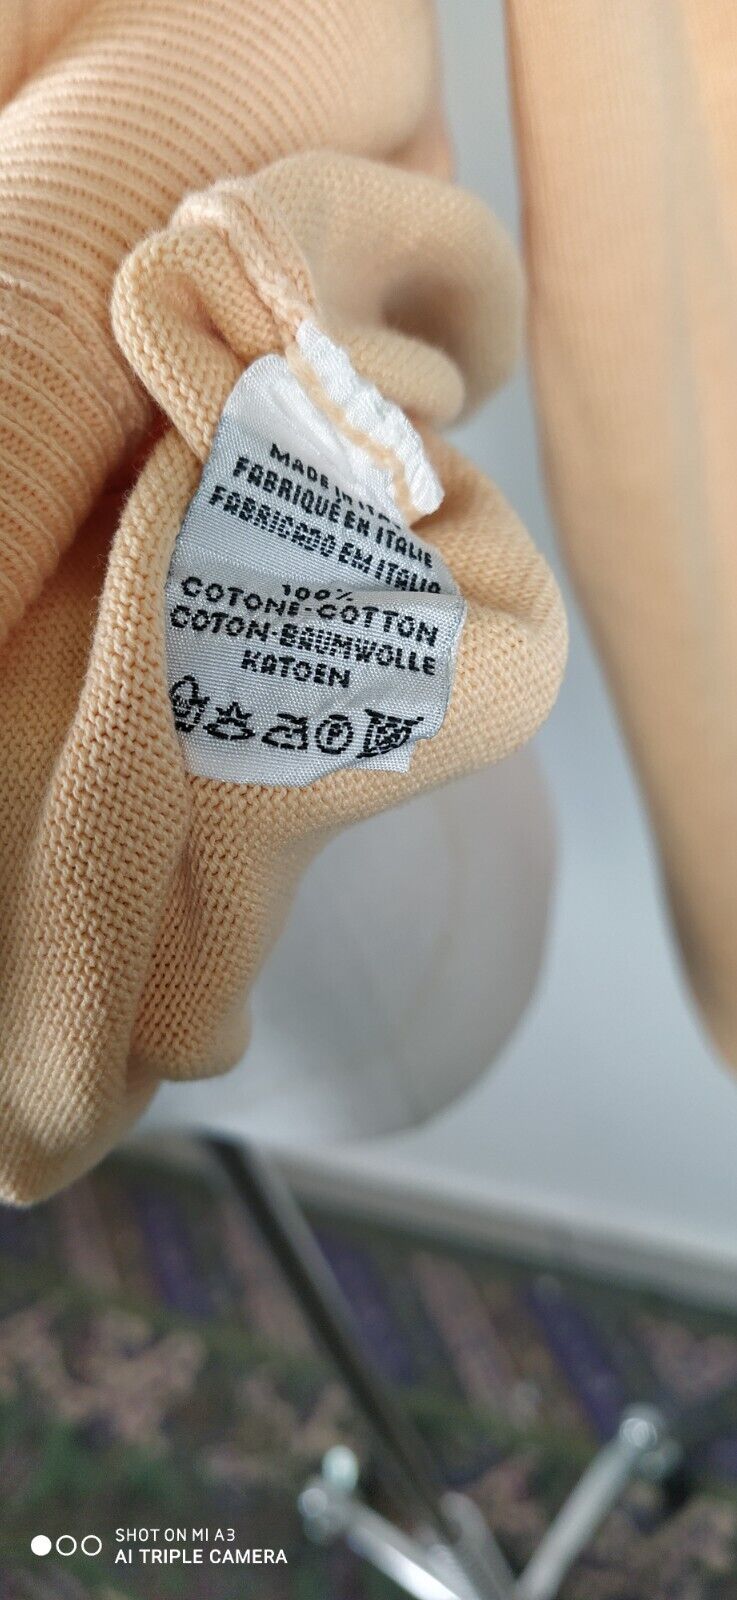 MADE IN ITALY
FABRIQUÉ EN ITALIE
FABRICADO EM ITALIA
100%
COTONE-COTTON
COTON-BAUMWOLLE
KATOEN
P
SHOT ON MI A3
AI TRIPLE CAMERA